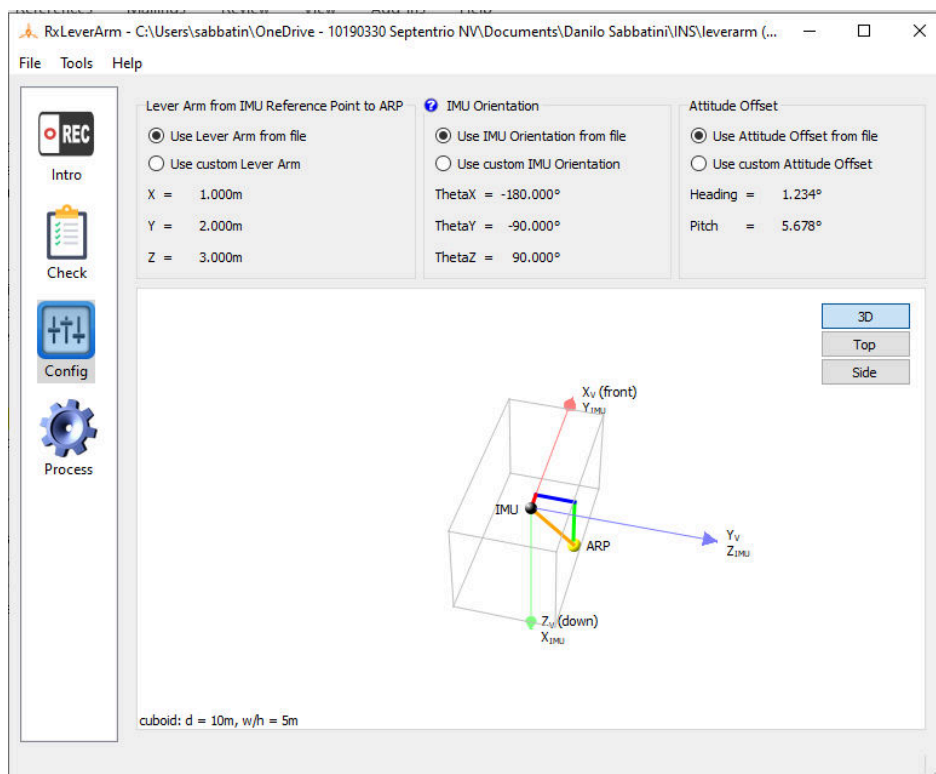 RxLeverArm - C:\Users\sabbatin\OneDrive - 10190330 Septentrio NV\Documents\Danilo Sabbatini\INS\leverarm (...
File Tools Help
REC
Intro
Check
Config
Process
Lever Arm from IMU Reference Point to ARP
Use Lever Arm from file
Use custom Lever Arm
X = 1.000m
Y = 2.000m
Z = 3.000m
? IMU Orientation
Use IMU Orientation from file
Use custom IMU Orientation
ThetaX = -180.000°
ThetaY = -90.000°
ThetaZ = 90.000°
Attitude Offset
Use Attitude Offset from file
Use custom Attitude Offset
Heading = 1.234°
Pitch = 5.678°
3D
Top
Side
XV (front)
YIMU
IMU
ARP
YV
ZIMU
ZV (down)
XIMU
cuboid: d = 10m, w/h = 5m